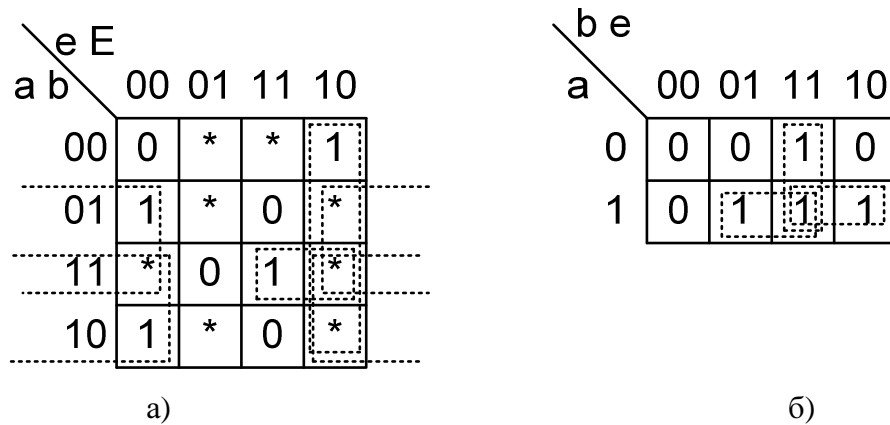 e E
a b 00 01 11 10
00 0 * * 1
01 1 * 0 *
11 * 0 1 *
10 1 * 0 *
а)
b e
a 00 01 11 10
0 0 0 1 0
1 0 1 1 1
б)